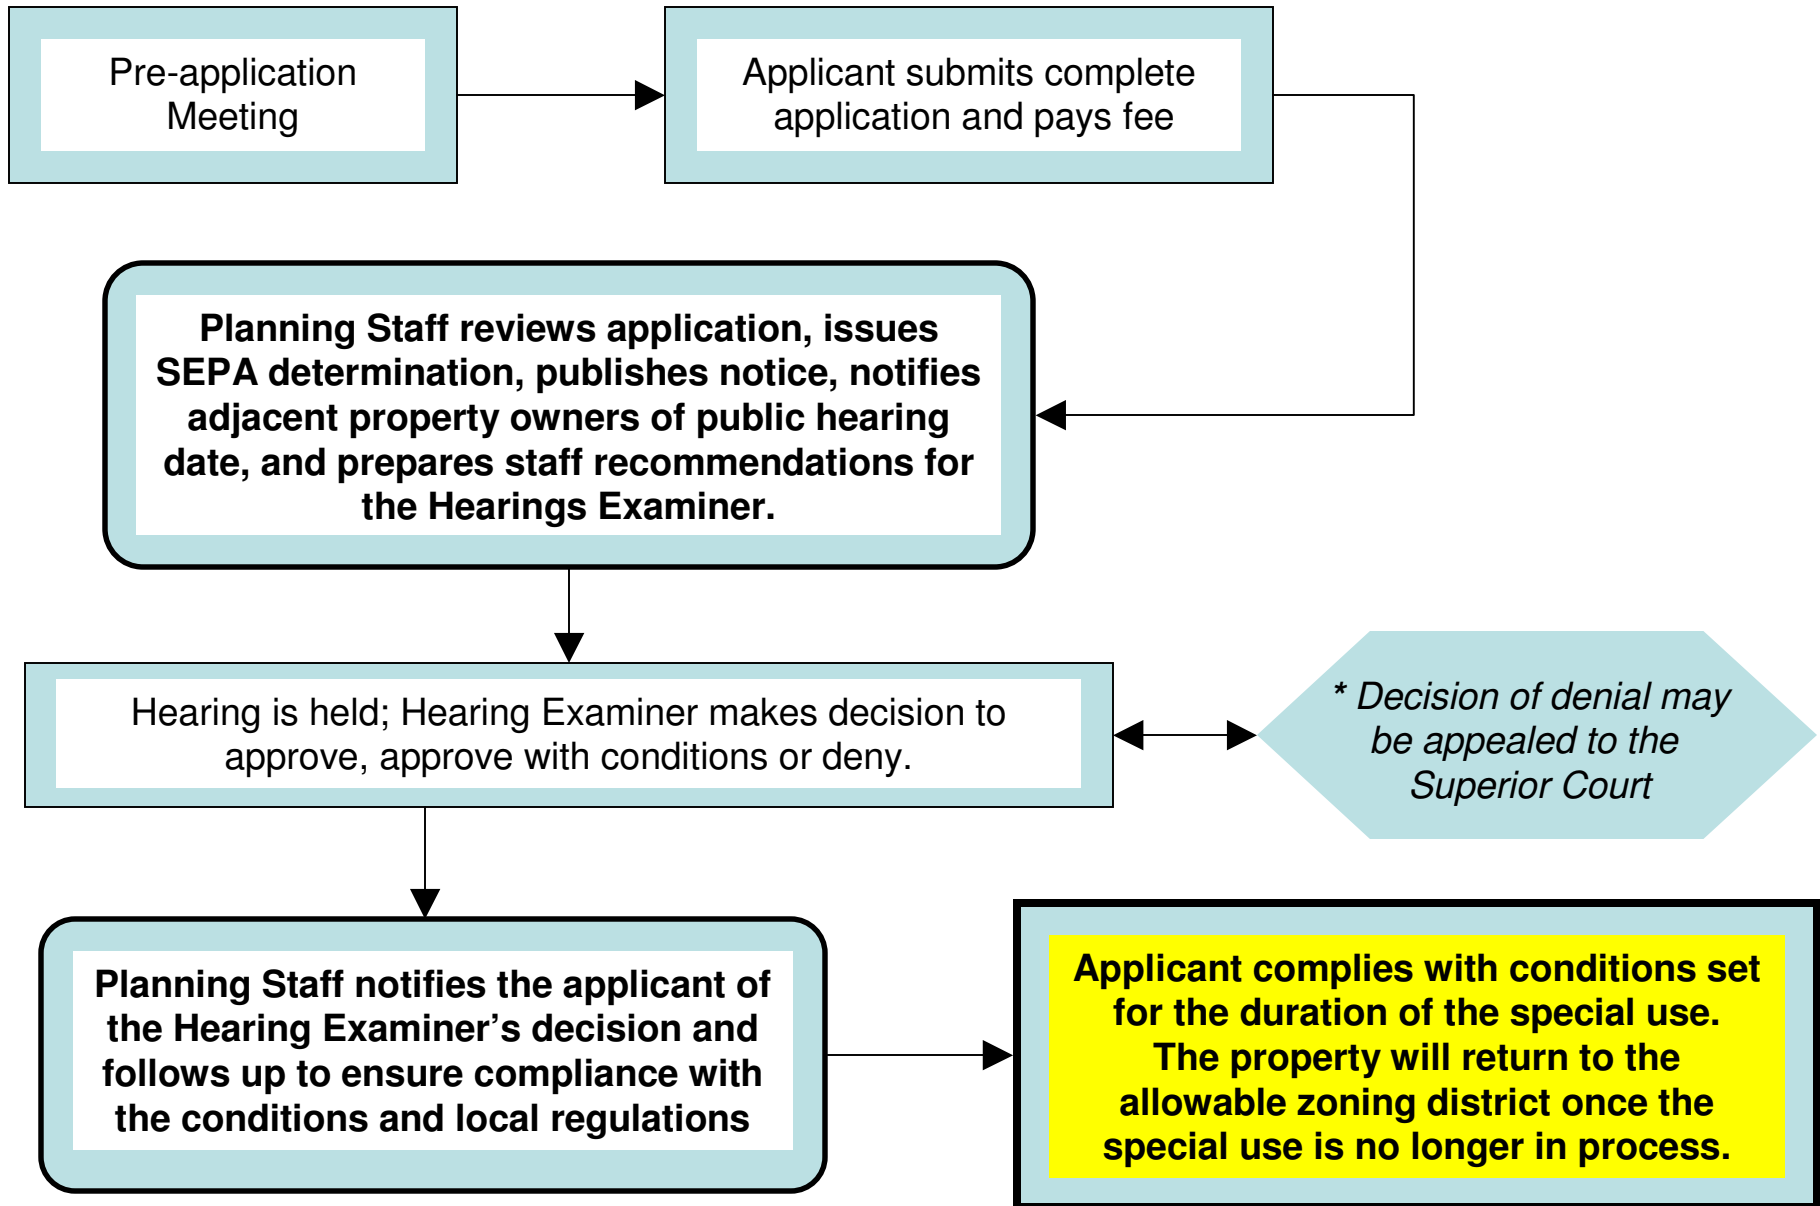 Pre-application
Meeting
Applicant submits complete
application and pays fee
Planning Staff reviews application, issues
SEPA determination, publishes notice, notifies
adjacent property owners of public hearing
date, and prepares staff recommendations for
the Hearings Examiner.
Hearing is held; Hearing Examiner makes decision to
approve, approve with conditions or deny.
* Decision of denial may
be appealed to the
Superior Court
Planning Staff notifies the applicant of
the Hearing Examiner’s decision and
follows up to ensure compliance with
the conditions and local regulations
Applicant complies with conditions set
for the duration of the special use.
The property will return to the
allowable zoning district once the
special use is no longer in process.